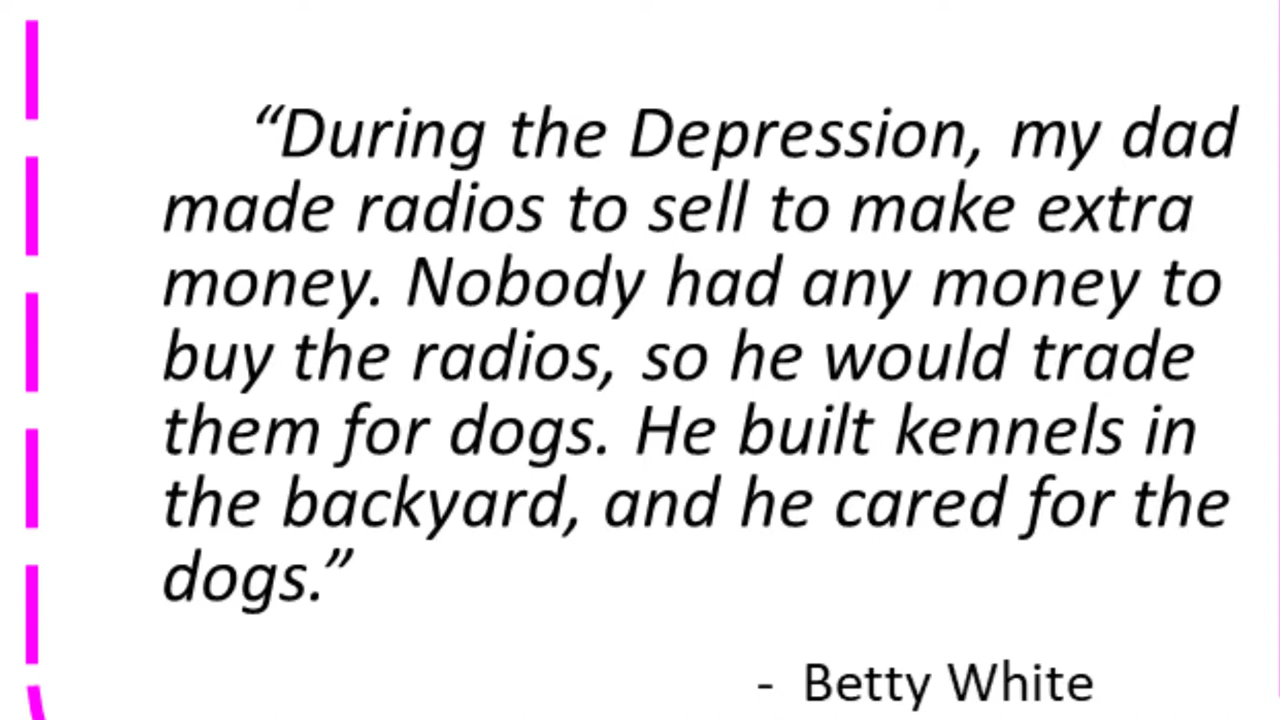 “During the Depression, my dad
made radios to sell to make extra
money. Nobody had any money to
buy the radios, so he would trade
them for dogs. He built kennels in
the backyard, and he cared for the
dogs.”
- Betty White